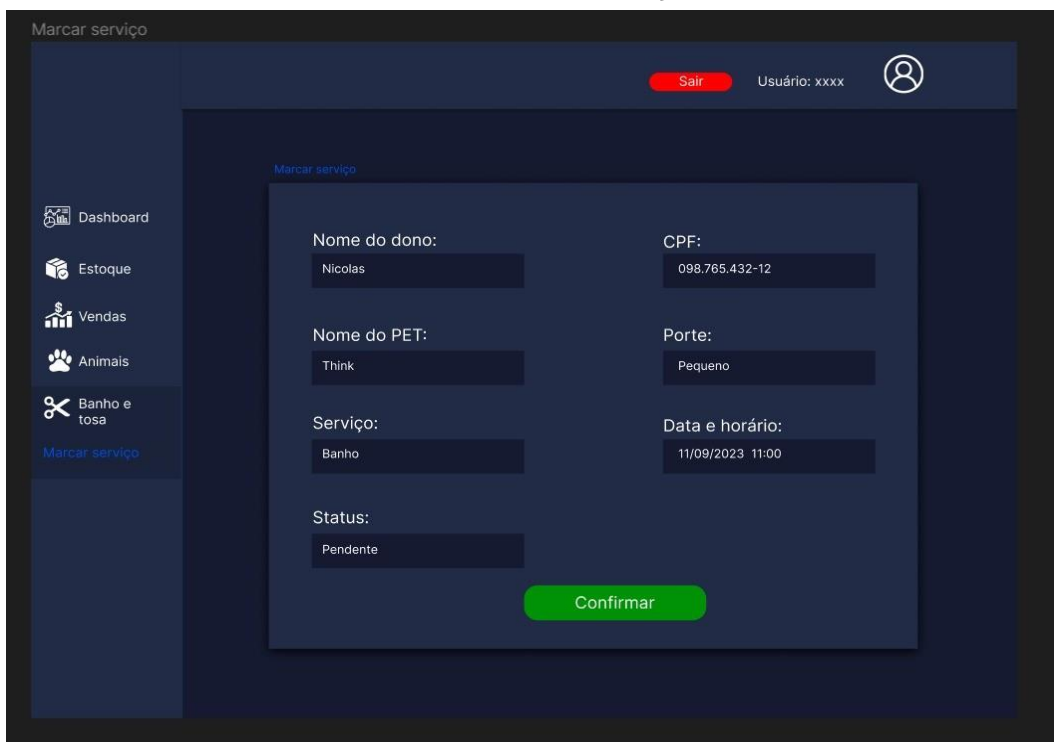 Marcar serviço
Sair
Usuário: xxxx
Marcar serviço
Dashboard
Estoque
Vendas
Animais
Banho e
tosa
Marcar serviço
Nome do dono:
Nicolas
CPF:
098.765.432-12
Nome do PET:
Think
Porte:
Pequeno
Serviço:
Banho
Data e horário:
11/09/2023 11:00
Status:
Pendente
Confirmar